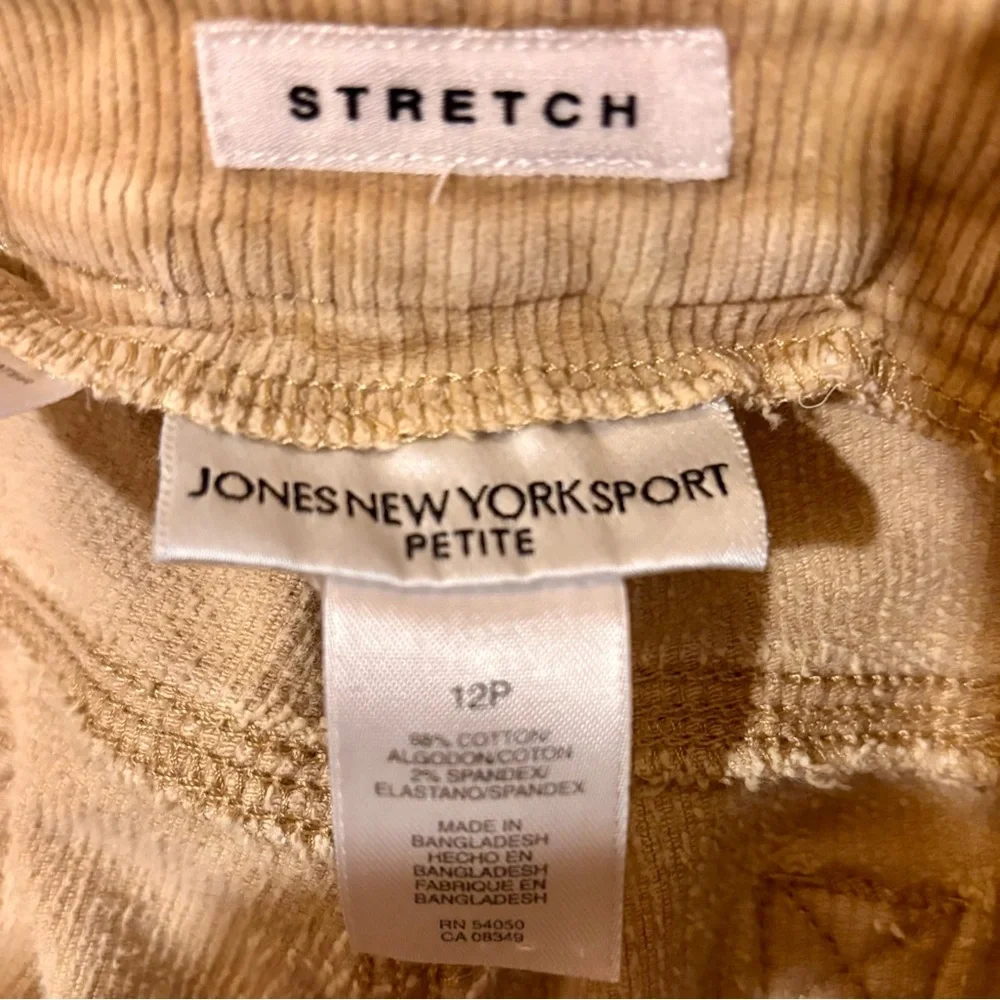 STRETCH
JONES NEW YORK SPORT
PETITE
12P
98% COTTON/
ALGODON/COTON
2% SPANDEX/
ELASTANO/SPANDEX
MADE IN
BANGLADESH
HECHO EN
BANGLADESH
FABRIQUE EN
BANGLADESH
RN 54050
CA 08349